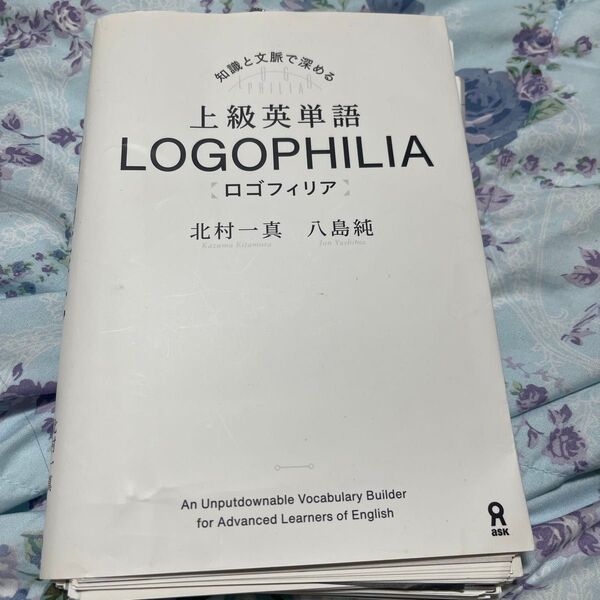 知識と文脈で深める
LOGO
PHILIA
上級英単語
LOGOPHILIA
【ロゴフィリア】
北村一真 八島純
Kazuma Kitamura Jun Yashima
An Unputdownable Vocabulary Builder
for Advanced Learners of English
ask